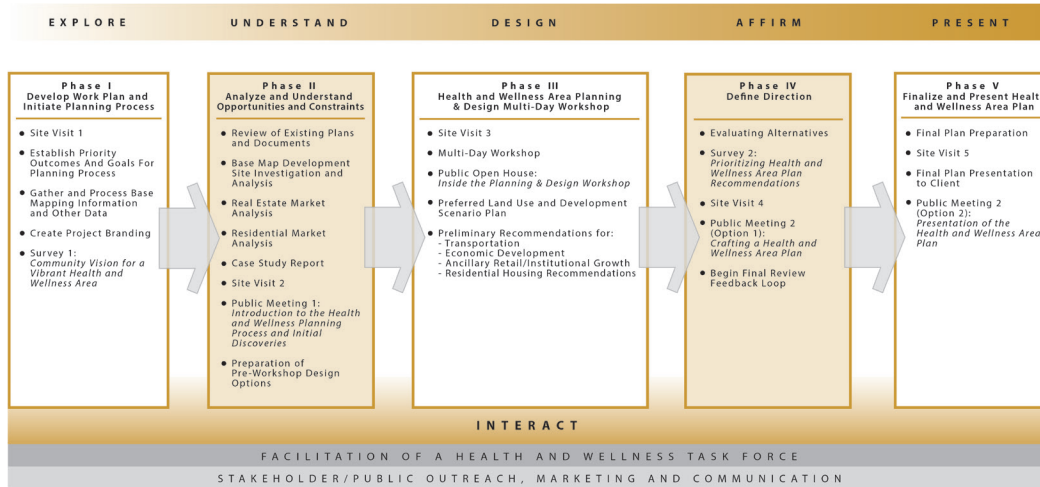 EXPLORE
UNDERSTAND
DESIGN
AFFIRM
PRESENT
Phase I
Develop Work Plan and
Initiate Planning Process
• Site Visit 1
• Establish Priority
Outcomes And Goals For
Planning Process
• Gather and Process Base
Mapping Information
and Other Data
• Create Project Branding
• Survey 1:
Community Vision for a
Vibrant Health and
Wellness Area
Phase II
Analyze and Understand
Opportunities and Constraints
• Review of Existing Plans
and Documents
• Base Map Development
Site Investigation and
Analysis
• Real Estate Market
Analysis
• Residential Market
Analysis
• Case Study Report
• Site Visit 2
• Public Meeting 1:
Introduction to the Health
and Wellness Planning
Process and Initial
Discoveries
• Preparation of
Pre-Workshop Design
Options
Phase III
Health and Wellness Area Planning
& Design Multi-Day Workshop
• Site Visit 3
• Multi-Day Workshop
• Public Open House:
Inside the Planning & Design Workshop
• Preferred Land Use and Development
Scenario Plan
• Preliminary Recommendations for:
- Transportation
- Economic Development
- Ancillary Retail/Institutional Growth
- Residential Housing Recommendations
Phase IV
Define Direction
• Evaluating Alternatives
• Survey 2:
Prioritizing Health and
Wellness Area Plan
Recommendations
• Site Visit 4
• Public Meeting 2
(Option 1):
Crafting a Health and
Wellness Area Plan
• Begin Final Review
Feedback Loop
Phase V
Finalize and Present Health
and Wellness Area Plan
• Final Plan Preparation
• Site Visit 5
• Final Plan Presentation
to Client
• Public Meeting 2
(Option 2):
Presentation of the
Health and Wellness Area
Plan
INTERACT
FACILITATION OF A HEALTH AND WELLNESS TASK FORCE
STAKEHOLDER/PUBLIC OUTREACH, MARKETING AND COMMUNICATION